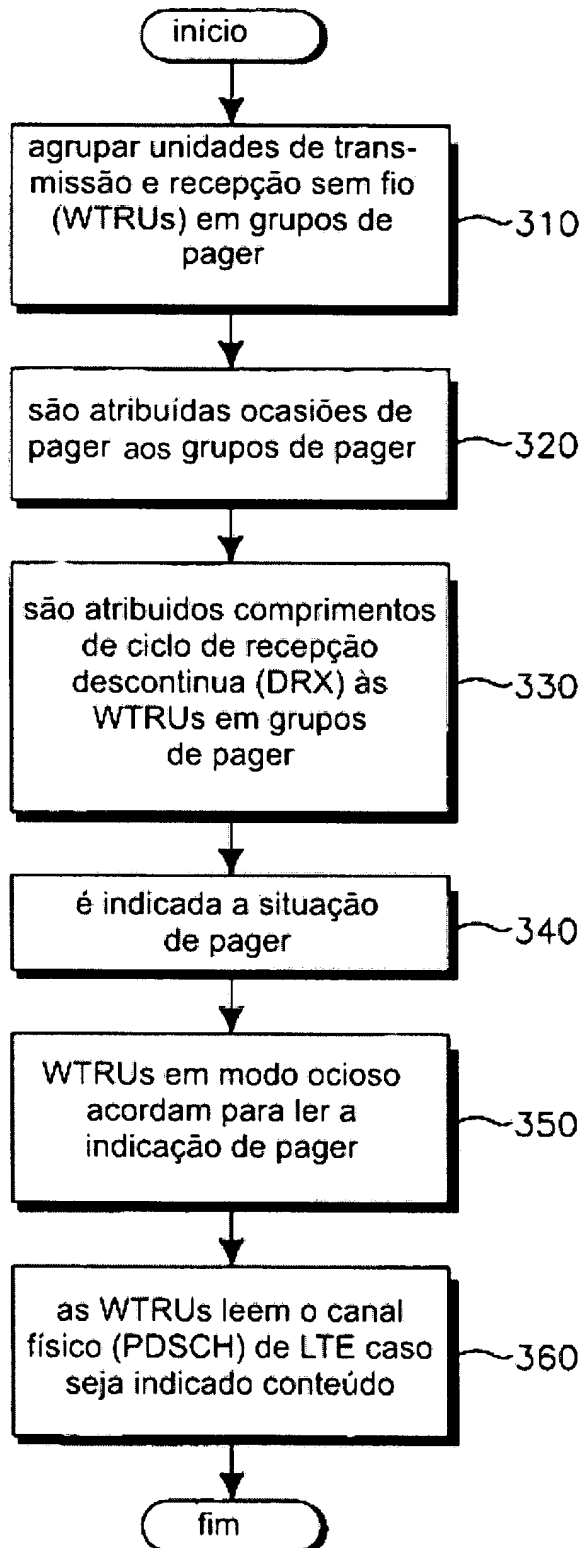 início
agrupar unidades de trans-
missão e recepção sem fio
(WTRUs) em grupos de
pager
310
são atribuídas ocasiões de
pager aos grupos de pager
320
são atribuidos comprimentos
de ciclo de recepção
descontinua (DRX) às
WTRUs em grupos
de pager
330
é indicada a situação
de pager
340
WTRUs em modo ocioso
acordam para ler a
indicação de pager
350
as WTRUs leem o canal
físico (PDSCH) de LTE caso
seja indicado conteúdo
360
fim